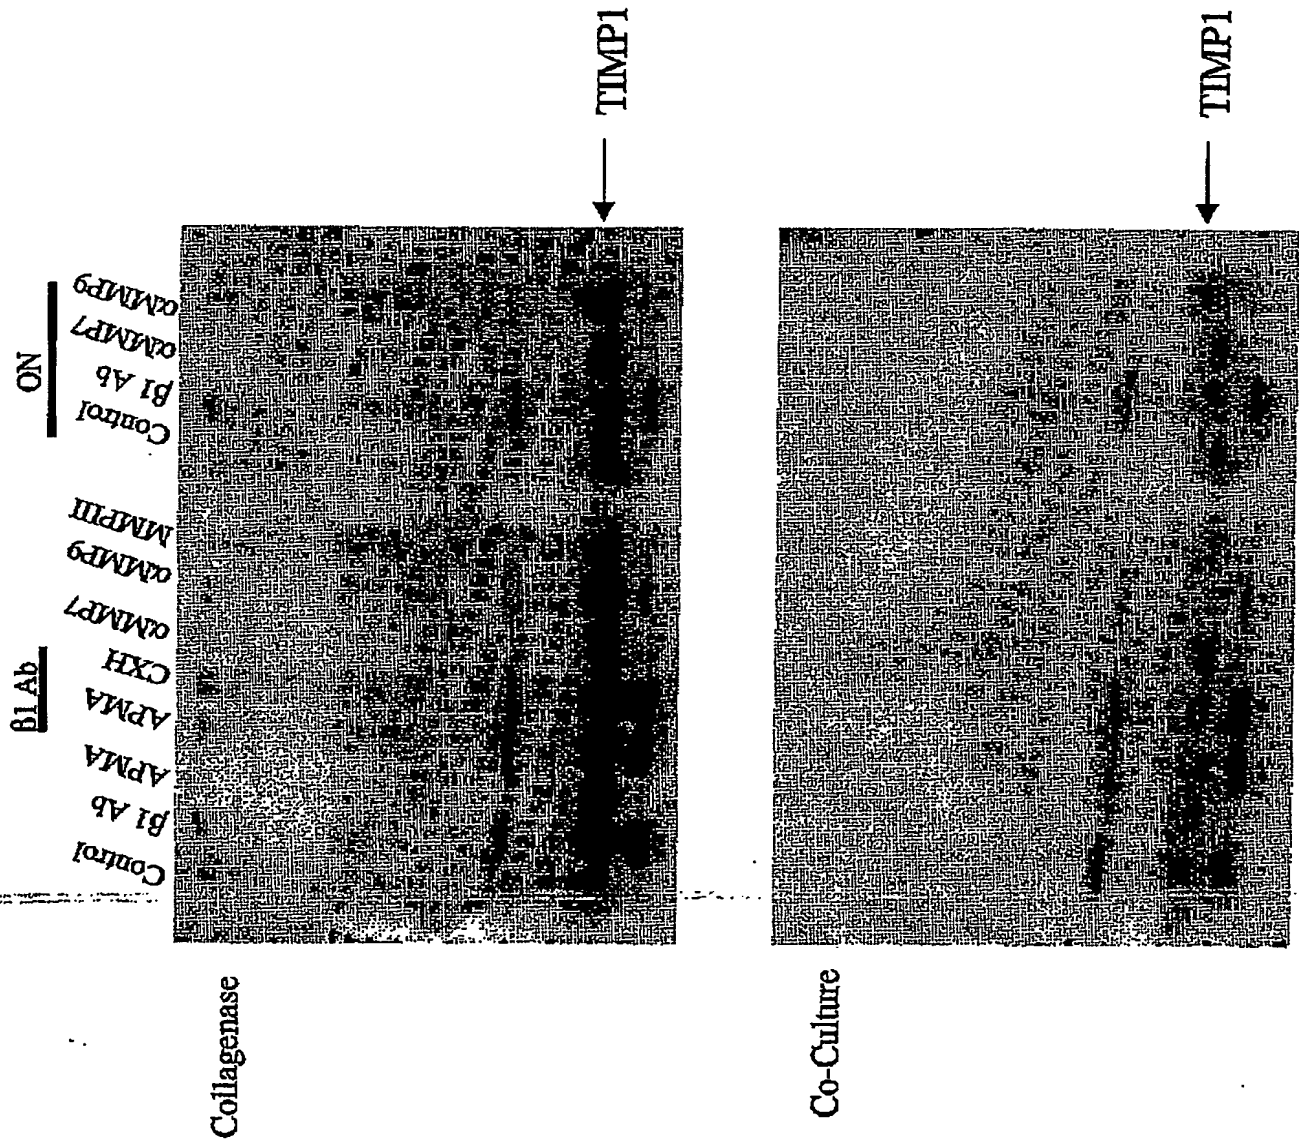 β1 Ab
ON
Control
β1 Ab
APMA
APMA
CXH
αMMP7
αMMP9
MMPIII
Control
β1 Ab
αMMP7
αMMP9
Collagenase
TIMP1
Co-Culture
TIMP1